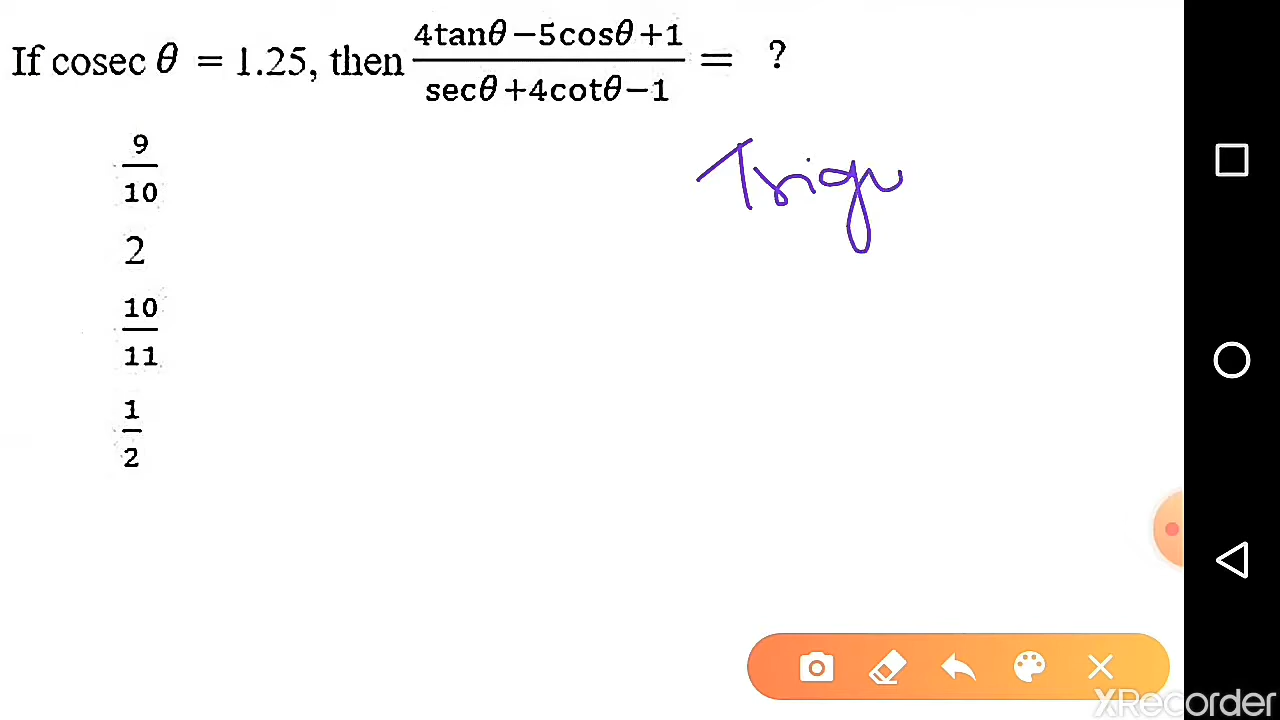 If cosec θ = 1.25, then (4tanθ−5cosθ+1)/(secθ+4cotθ−1) = ?
9/10
2
10/11
1/2
XRecorder